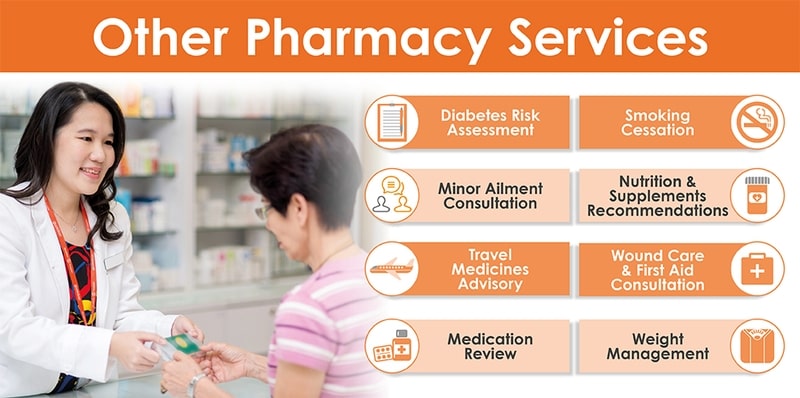 Other Pharmacy Services
Diabetes Risk
Assessment
Smoking
Cessation
Minor Ailment
Consultation
Nutrition &
Supplements
Recommendations
Travel
Medicines
Advisory
Wound Care
& First Aid
Consultation
Medication
Review
Weight
Management